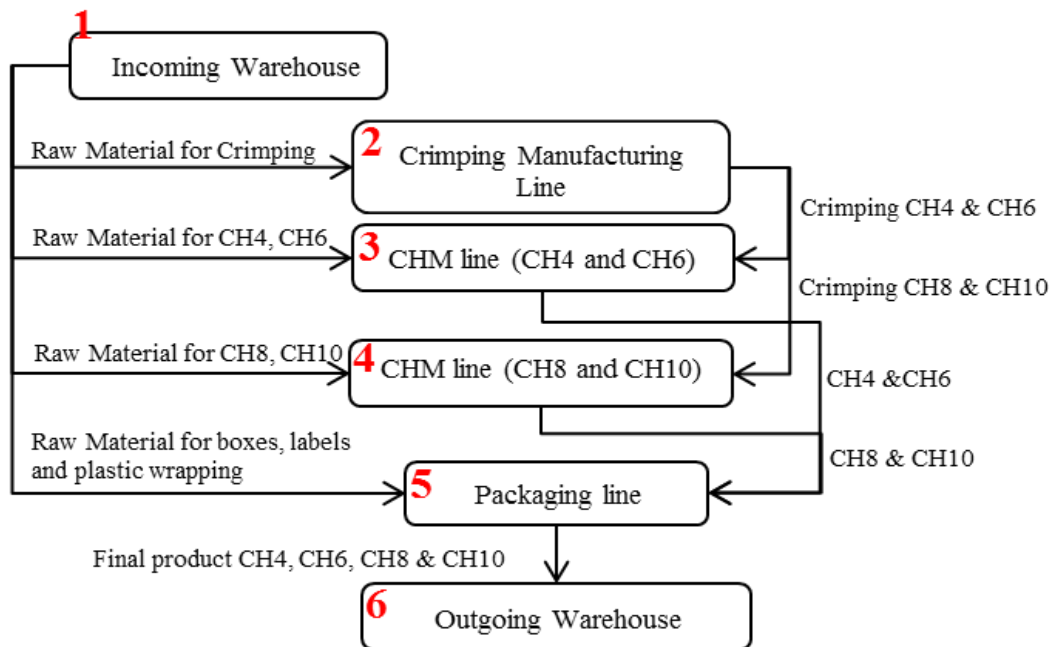 1
Incoming Warehouse
Raw Material for Crimping
2
Crimping Manufacturing
Line
Crimping CH4 & CH6
Raw Material for CH4, CH6
3
CHM line (CH4 and CH6)
Crimping CH8 & CH10
Raw Material for CH8, CH10
4
CHM line (CH8 and CH10)
CH4 &CH6
Raw Material for boxes, labels
and plastic wrapping
CH8 & CH10
5
Packaging line
Final product CH4, CH6, CH8 & CH10
6
Outgoing Warehouse